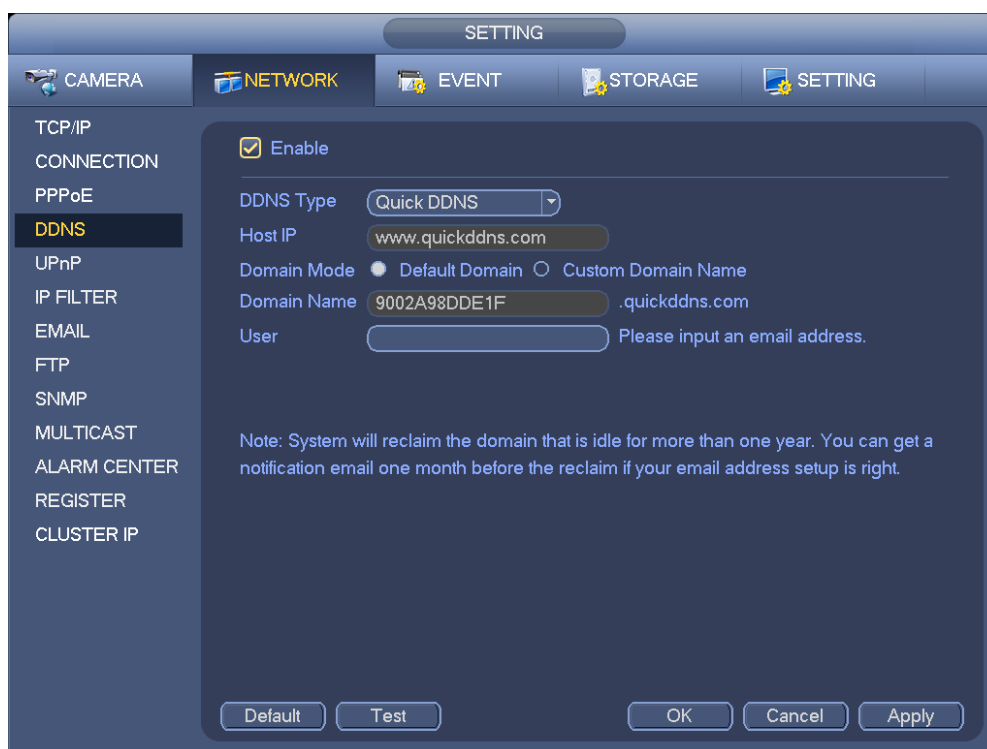 SETTING
CAMERA NETWORK EVENT STORAGE SETTING
TCP/IP
CONNECTION
PPPoE
DDNS
UPnP
IP FILTER
EMAIL
FTP
SNMP
MULTICAST
ALARM CENTER
REGISTER
CLUSTER IP
Enable
DDNS Type Quick DDNS
Host IP www.quickddns.com
Domain Mode Default Domain Custom Domain Name
Domain Name 9002A98DDE1F .quickddns.com
User Please input an email address.
Note: System will reclaim the domain that is idle for more than one year. You can get a
notification email one month before the reclaim if your email address setup is right.
Default Test OK Cancel Apply